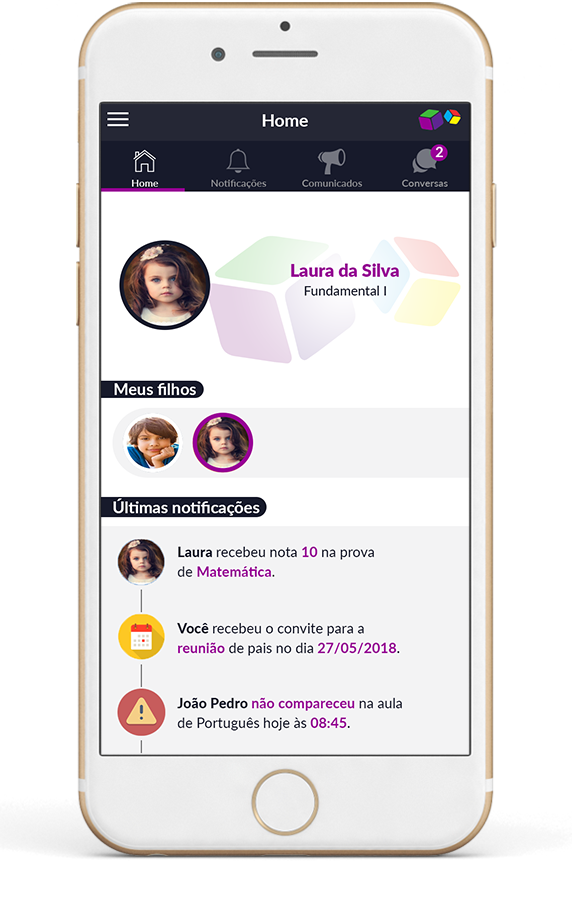 Home
2
Home
Notificações
Comunicados
Conversas
Laura da Silva
Fundamental I
Meus filhos
Últimas notificações
Laura recebeu nota 10 na prova
de Matemática.
Você recebeu o convite para a
reunião de pais no dia 27/05/2018.
João Pedro não compareceu na aula
de Português hoje às 08:45.